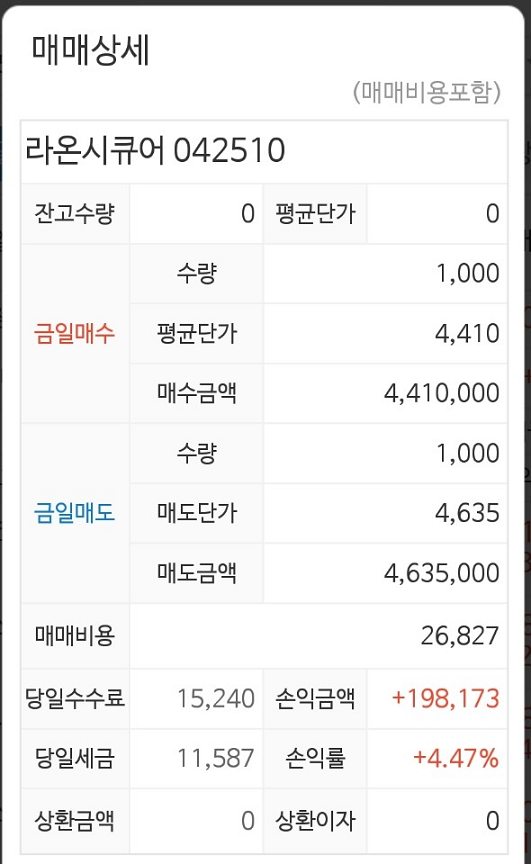 매매상세
(매매비용포함)
라온시큐어 042510
잔고수량 0 평균단가 0
수량 1,000
금일매수 평균단가 4,410
매수금액 4,410,000
수량 1,000
금일매도 매도단가 4,635
매도금액 4,635,000
매매비용 26,827
당일수수료 15,240 손익금액 +198,173
당일세금 11,587 손익률 +4.47%
상환금액 0 상환이자 0